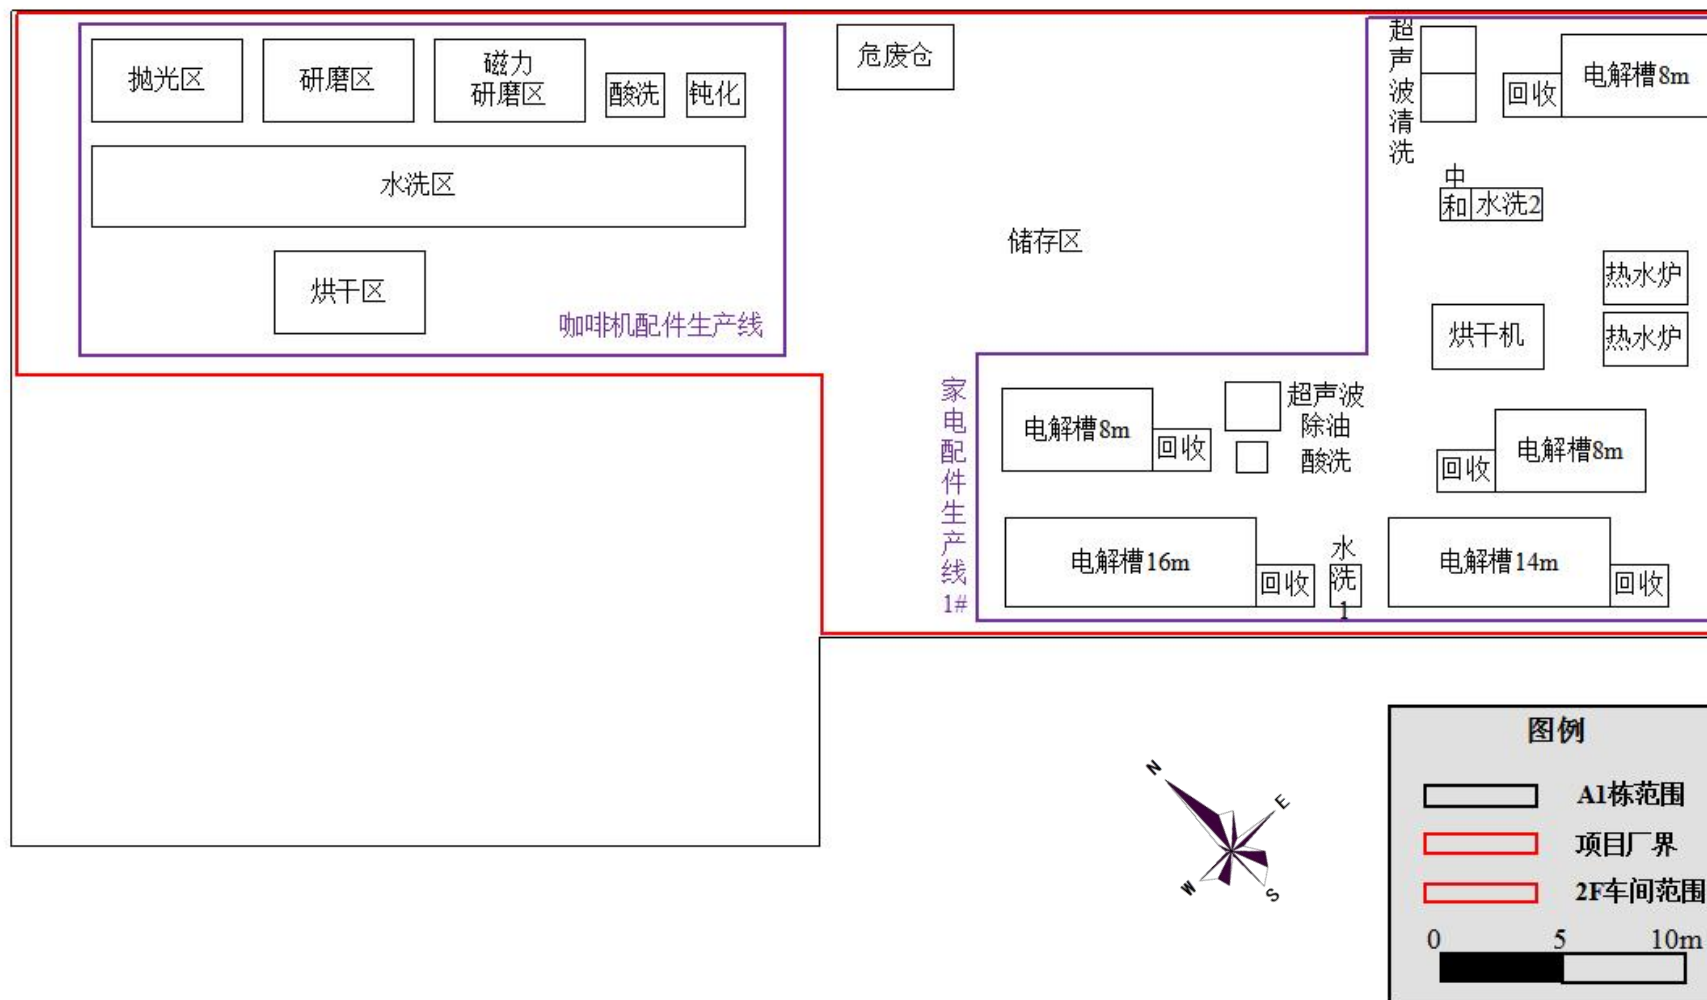 抛光区
研磨区
磁力
研磨区
酸洗
钝化
水洗区
烘干区
咖啡机配件生产线
危废仓
储存区
超声波清洗
回收
电解槽8m
中和
水洗2
热水炉
热水炉
烘干机
家电配件生产线1#
电解槽8m
回收
超声波
除油
酸洗
回收
电解槽8m
电解槽16m
回收
水洗1
电解槽14m
回收
N
E
W
S
图例
A1栋范围
项目厂界
2F车间范围
0 5 10m